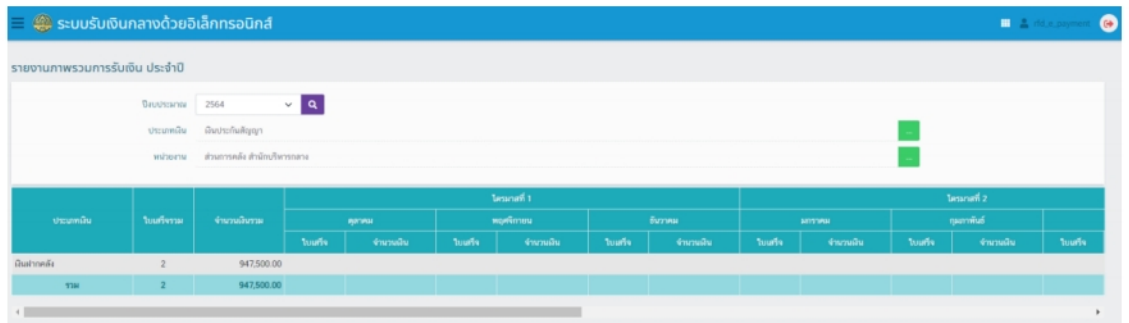 ระบบรับเงินกลางด้วยอิเล็กทรอนิกส์
รายงานภาพรวมการรับเงิน ประจำปี
ปีงบประมาณ 2564
ประเภทเงิน เงินประกันสัญญา ...
หน่วยงาน ส่วนการคลัง สำนักบริหารกลาง ...
ไตรมาสที่ 1 ไตรมาสที่ 2
ประเภทเงิน ใบเสร็จรวม จำนวนเงินรวม ตุลาคม พฤศจิกายน ธันวาคม มกราคม กุมภาพันธ์
ใบเสร็จ จำนวนเงิน ใบเสร็จ จำนวนเงิน ใบเสร็จ จำนวนเงิน ใบเสร็จ จำนวนเงิน ใบเสร็จ จำนวนเงิน ใบเสร็จ
เงินฝากคลัง 2 947,500.00
รวม 2 947,500.00